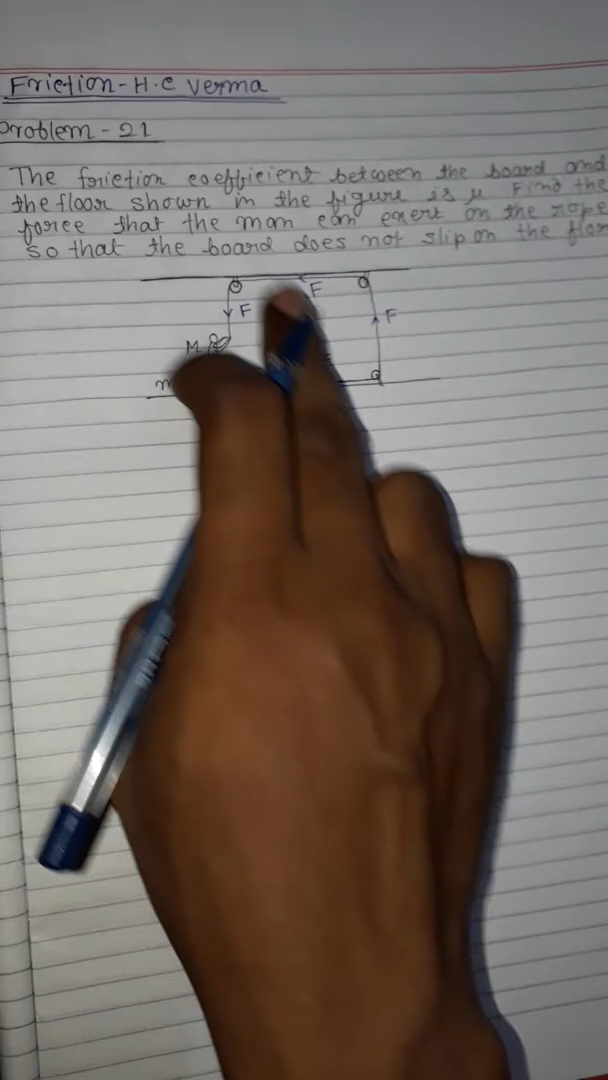 Friction-H.C Verma
Problem - 21
The friction coefficient between the board and
the floor shown in the figure is μ Find the
force that the man can exert on the rope
so that the board does not slip on the floor
F
F
F
M
m